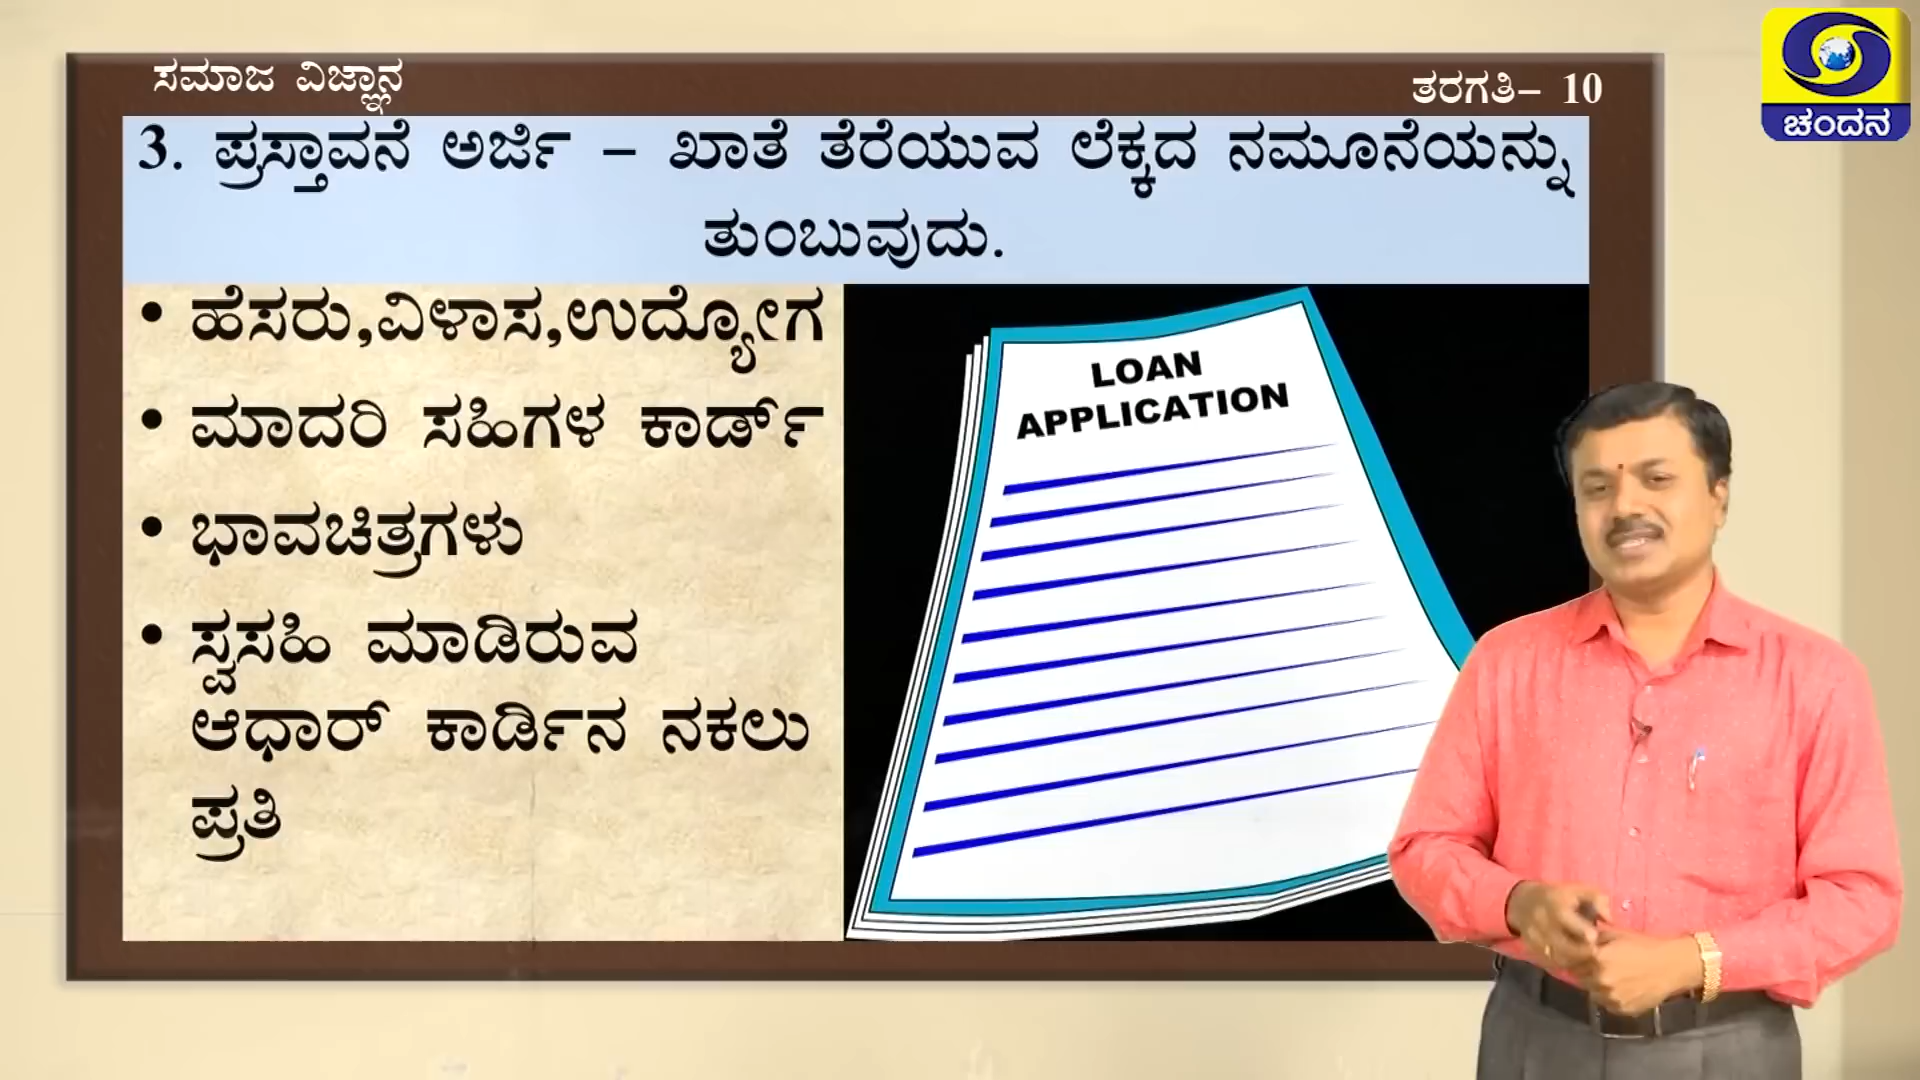 ಸಮಾಜ ವಿಜ್ಞಾನ
ತರಗತಿ– 10
ಚಂದನ
3. ಪ್ರಸ್ತಾವನೆ ಅರ್ಜಿ – ಖಾತೆ ತೆರೆಯುವ ಲೆಕ್ಕದ ನಮೂನೆಯನ್ನು
ತುಂಬುವುದು.
• ಹೆಸರು,ವಿಳಾಸ,ಉದ್ಯೋಗ
• ಮಾದರಿ ಸಹಿಗಳ ಕಾರ್ಡ್
• ಭಾವಚಿತ್ರಗಳು
• ಸ್ವಸಹಿ ಮಾಡಿರುವ
ಆಧಾರ್ ಕಾರ್ಡಿನ ನಕಲು
ಪ್ರತಿ
LOAN
APPLICATION